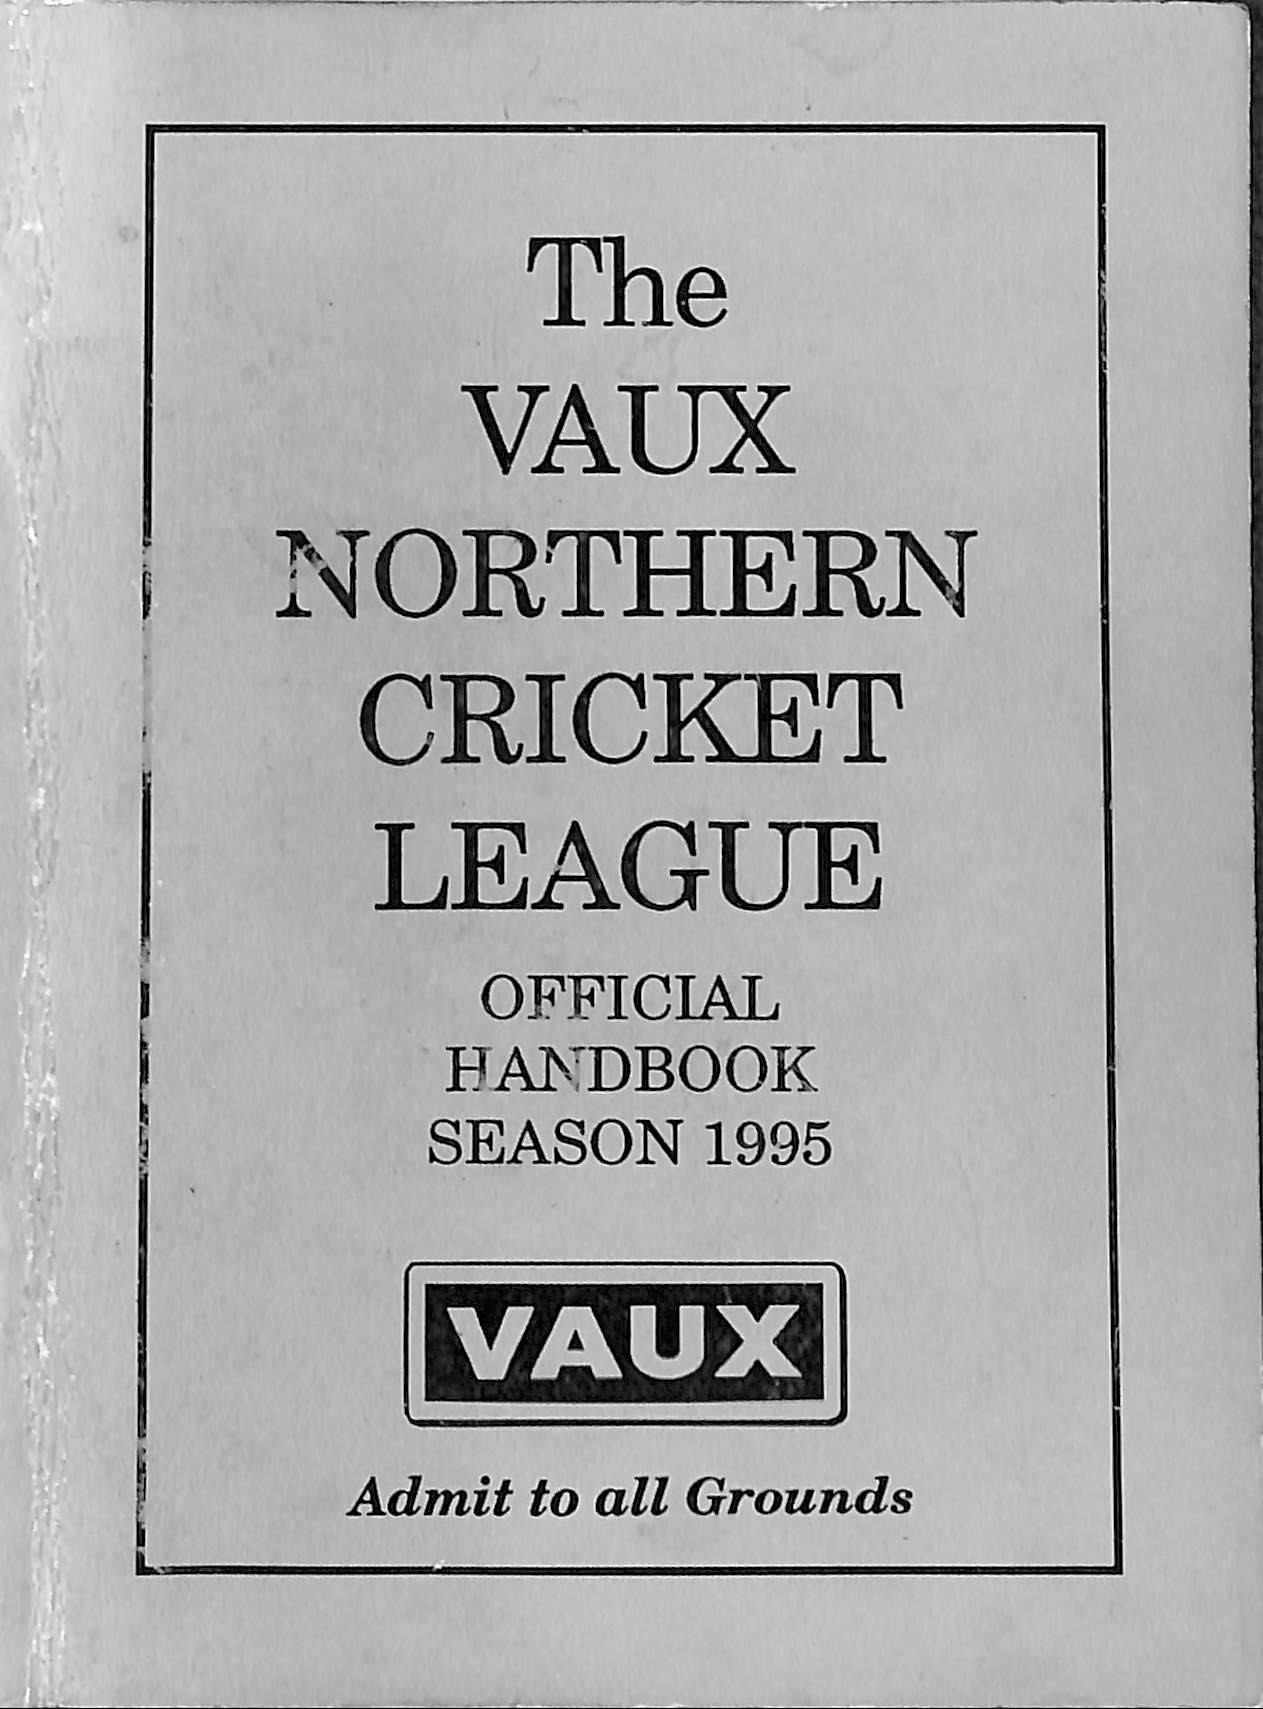 The
VAUX
NORTHERN
CRICKET
LEAGUE
OFFICIAL
HANDBOOK
SEASON 1995
VAUX
Admit to all Grounds